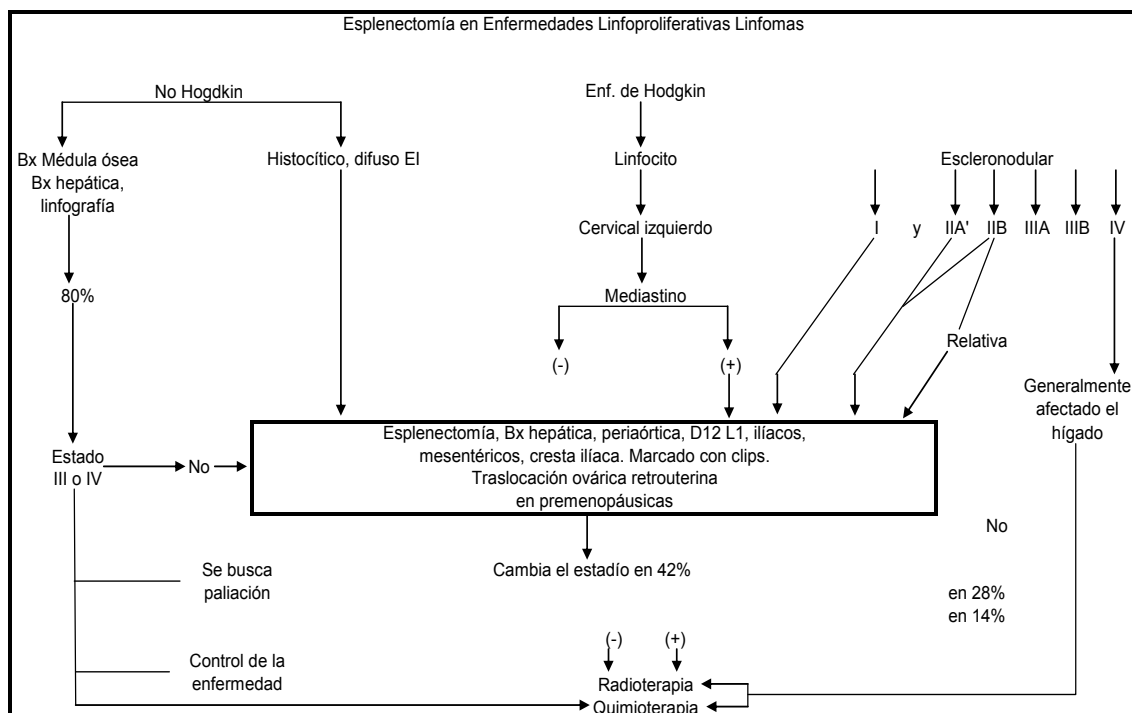 Esplenectomía en Enfermedades Linfoproliferativas Linfomas
No Hogdkin
Enf. de Hodgkin
Bx Médula ósea
Bx hepática,
linfografía
Histocítico, difuso EI
Linfocito
Escleronodular
Cervical izquierdo
I y IIA' IIB IIIA IIIB IV
80%
Mediastino
(-)
(+)
Relativa
Generalmente
afectado el
hígado
Estado
III o IV
No
Esplenectomía, Bx hepática, periaórtica, D12 L1, ilíacos,
mesentéricos, cresta ilíaca. Marcado con clips.
Traslocación ovárica retrouterina
en premenopáusicas
No
Se busca
paliación
Cambia el estadío en 42%
en 28%
en 14%
(-)
(+)
Control de la
enfermedad
Radioterapia
Quimioterapia